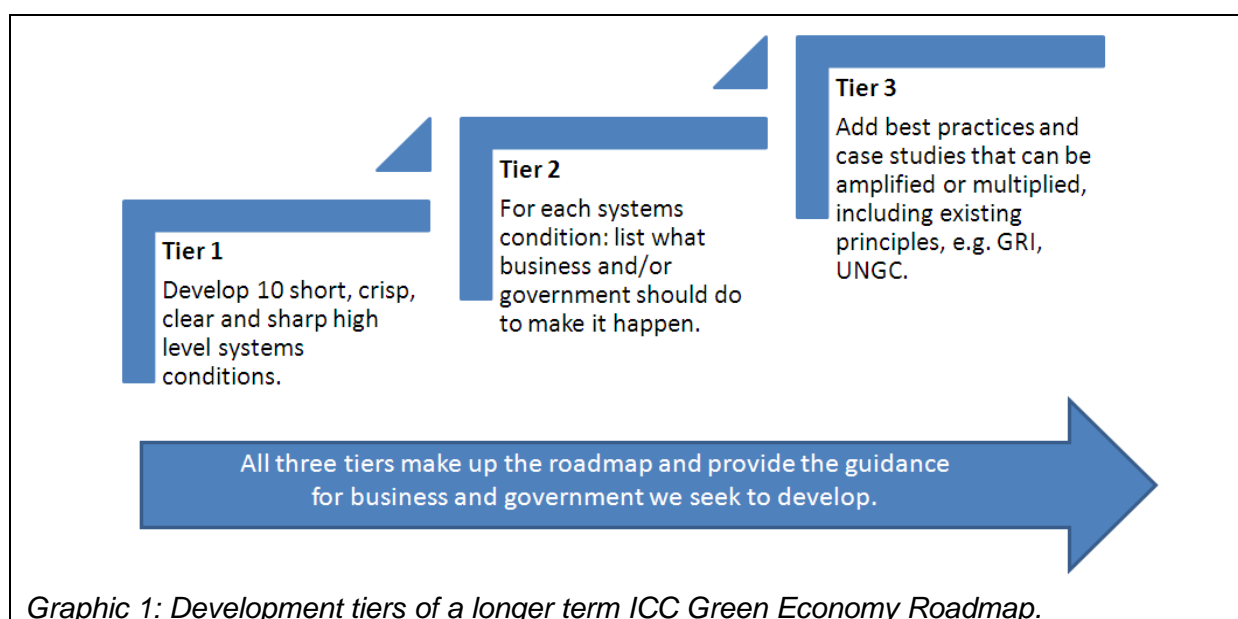 Tier 1
Develop 10 short, crisp,
clear and sharp high
level systems
conditions.
Tier 2
For each systems
condition: list what
business and/or
government should do
to make it happen.
Tier 3
Add best practices and
case studies that can be
amplified or multiplied,
including existing
principles, e.g. GRI,
UNGC.
All three tiers make up the roadmap and provide the guidance
for business and government we seek to develop.
Graphic 1: Development tiers of a longer term ICC Green Economy Roadmap.